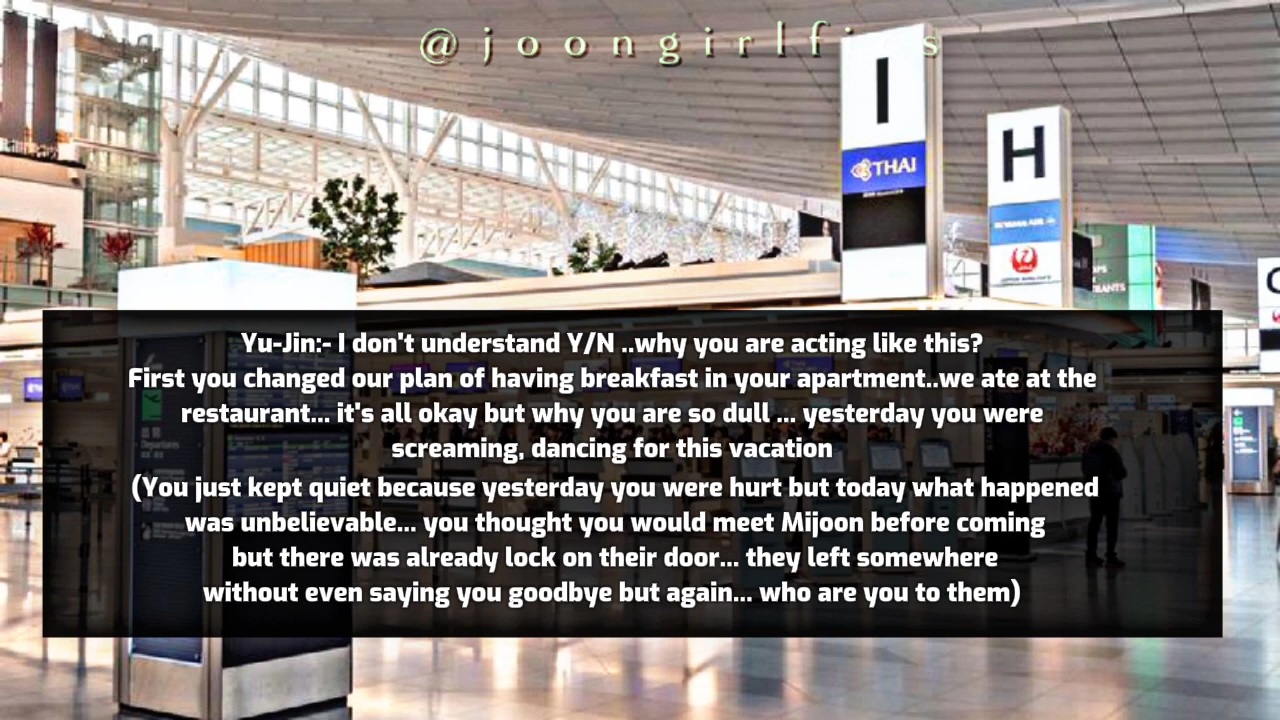 @joongirlfi s
I
THAI
H
Yu-Jin:- I don't understand Y/N ..why you are acting like this?
First you changed our plan of having breakfast in your apartment..we ate at the
restaurant... it's all okay but why you are so dull ... yesterday you were
screaming, dancing for this vacation
(You just kept quiet because yesterday you were hurt but today what happened
was unbelievable... you thought you would meet Mijoon before coming
but there was already lock on their door... they left somewhere
without even saying you goodbye but again... who are you to them)
Departures